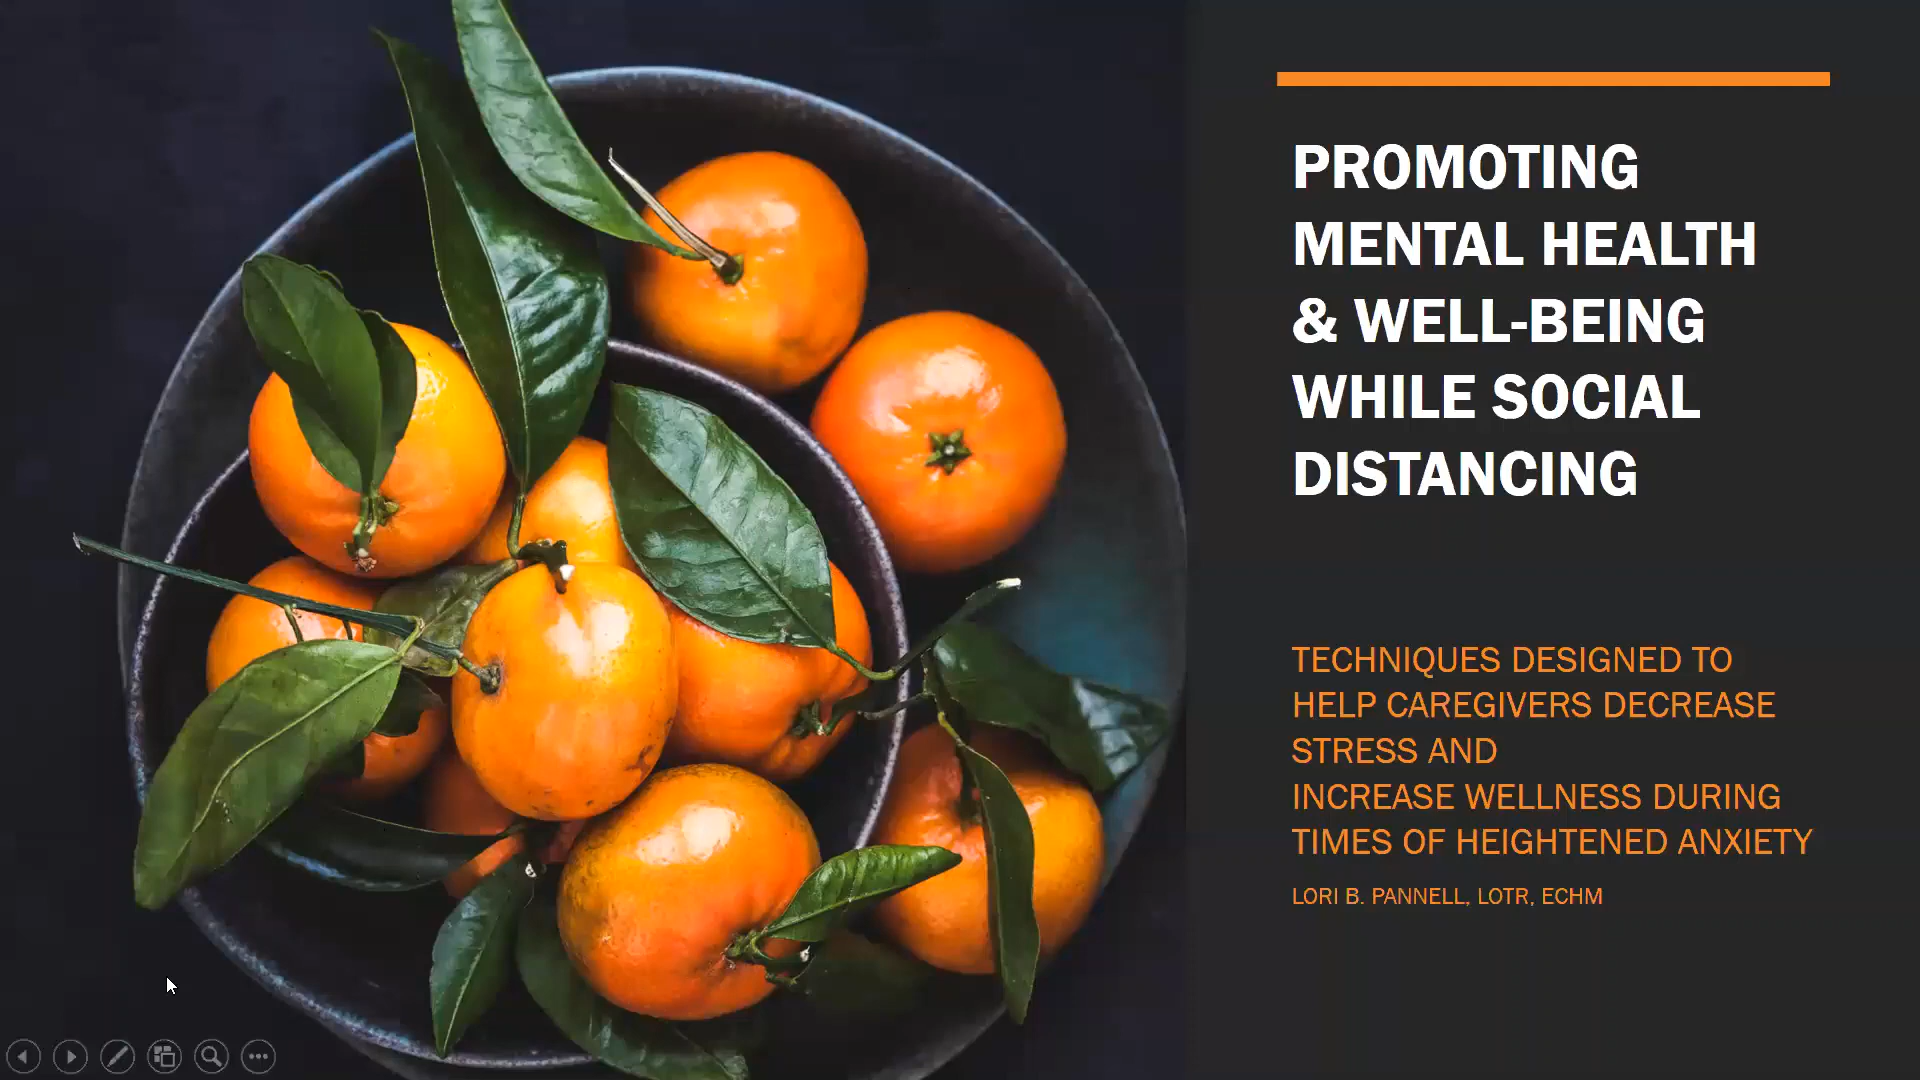 PROMOTING
MENTAL HEALTH
& WELL-BEING
WHILE SOCIAL
DISTANCING
TECHNIQUES DESIGNED TO
HELP CAREGIVERS DECREASE
STRESS AND
INCREASE WELLNESS DURING
TIMES OF HEIGHTENED ANXIETY
LORI B. PANNELL, LOTR, ECHM